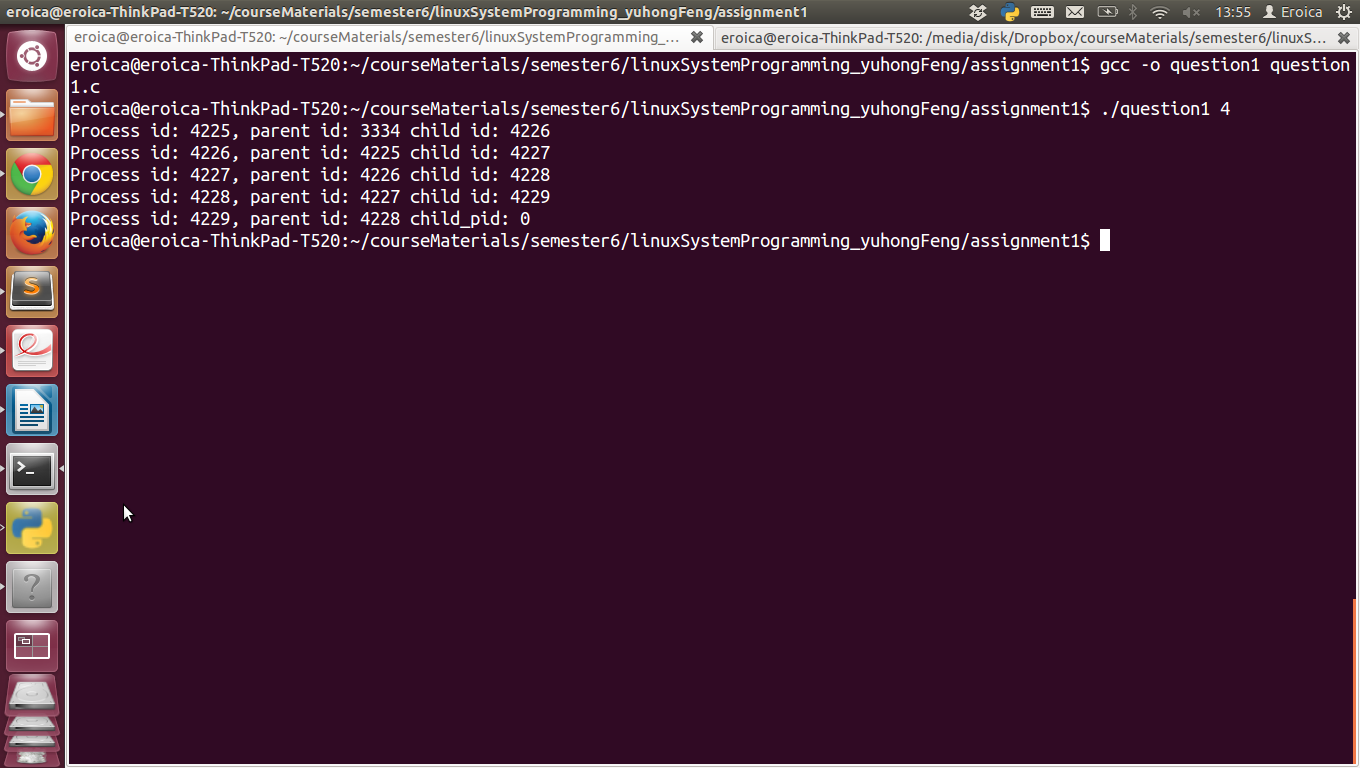 eroica@eroica-ThinkPad-T520: ~/courseMaterials/semester6/linuxSystemProgramming_yuhongFeng/assignment1
13:55
Eroica
eroica@eroica-ThinkPad-T520: ~/courseMaterials/semester6/linuxSystemProgramming_...
eroica@eroica-ThinkPad-T520: /media/disk/Dropbox/courseMaterials/semester6/linuxS...
eroica@eroica-ThinkPad-T520:~/courseMaterials/semester6/linuxSystemProgramming_yuhongFeng/assignment1$ gcc -o question1 question
1.c
eroica@eroica-ThinkPad-T520:~/courseMaterials/semester6/linuxSystemProgramming_yuhongFeng/assignment1$ ./question1 4
Process id: 4225, parent id: 3334 child id: 4226
Process id: 4226, parent id: 4225 child id: 4227
Process id: 4227, parent id: 4226 child id: 4228
Process id: 4228, parent id: 4227 child id: 4229
Process id: 4229, parent id: 4228 child_pid: 0
eroica@eroica-ThinkPad-T520:~/courseMaterials/semester6/linuxSystemProgramming_yuhongFeng/assignment1$